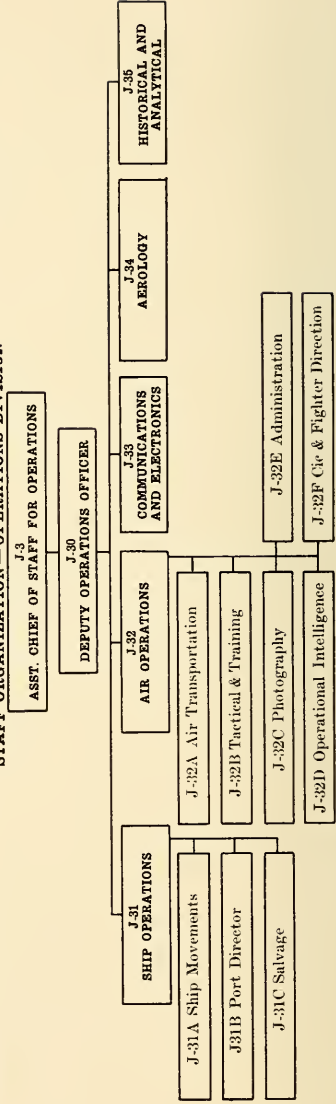 STAFF ORGANIZATION—OPERATIONS DIVISION
J-3
ASST. CHIEF OF STAFF FOR OPERATIONS
J-30
DEPUTY OPERATIONS OFFICER
J-31
SHIP OPERATIONS
J-31A Ship Movements
J31B Port Director
J-31C Salvage
J-32
AIR OPERATIONS
J-32A Air Transportation
J-32B Tactical & Training
J-32C Photography
J-32D Operational Intelligence
J-32E Administration
J-32F Cic & Fighter Direction
J-33
COMMUNICATIONS
AND ELECTRONICS
J-34
AEROLOGY
J-35
HISTORICAL AND
ANALYTICAL